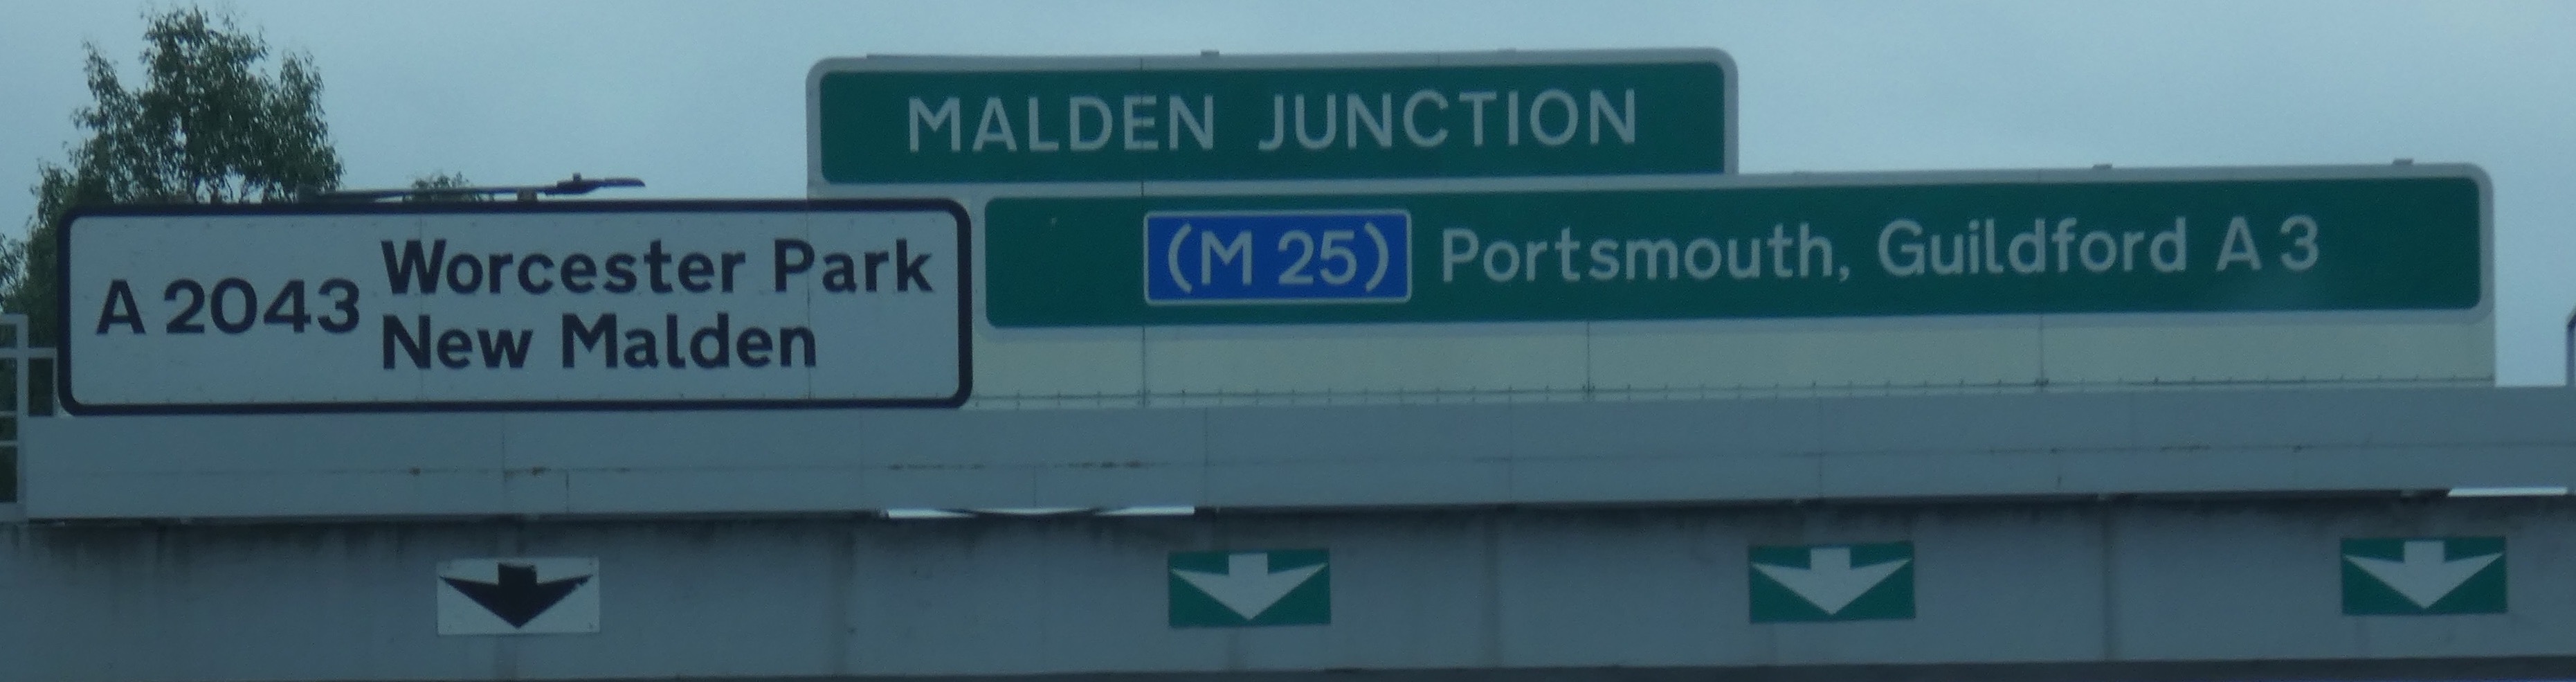 MALDEN JUNCTION
A 2043
Worcester Park
New Malden
(M 25) Portsmouth, Guildford A 3